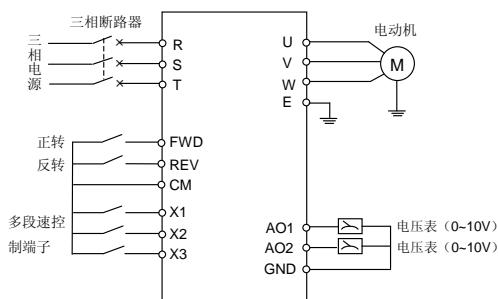 三相断路器
三相电源
R
S
T
U
V
W
E
电动机
M
正转
FWD
反转
REV
CM
多段速控
制端子
X1
X2
X3
AO1
电压表（0~10V）
AO2
电压表（0~10V）
GND